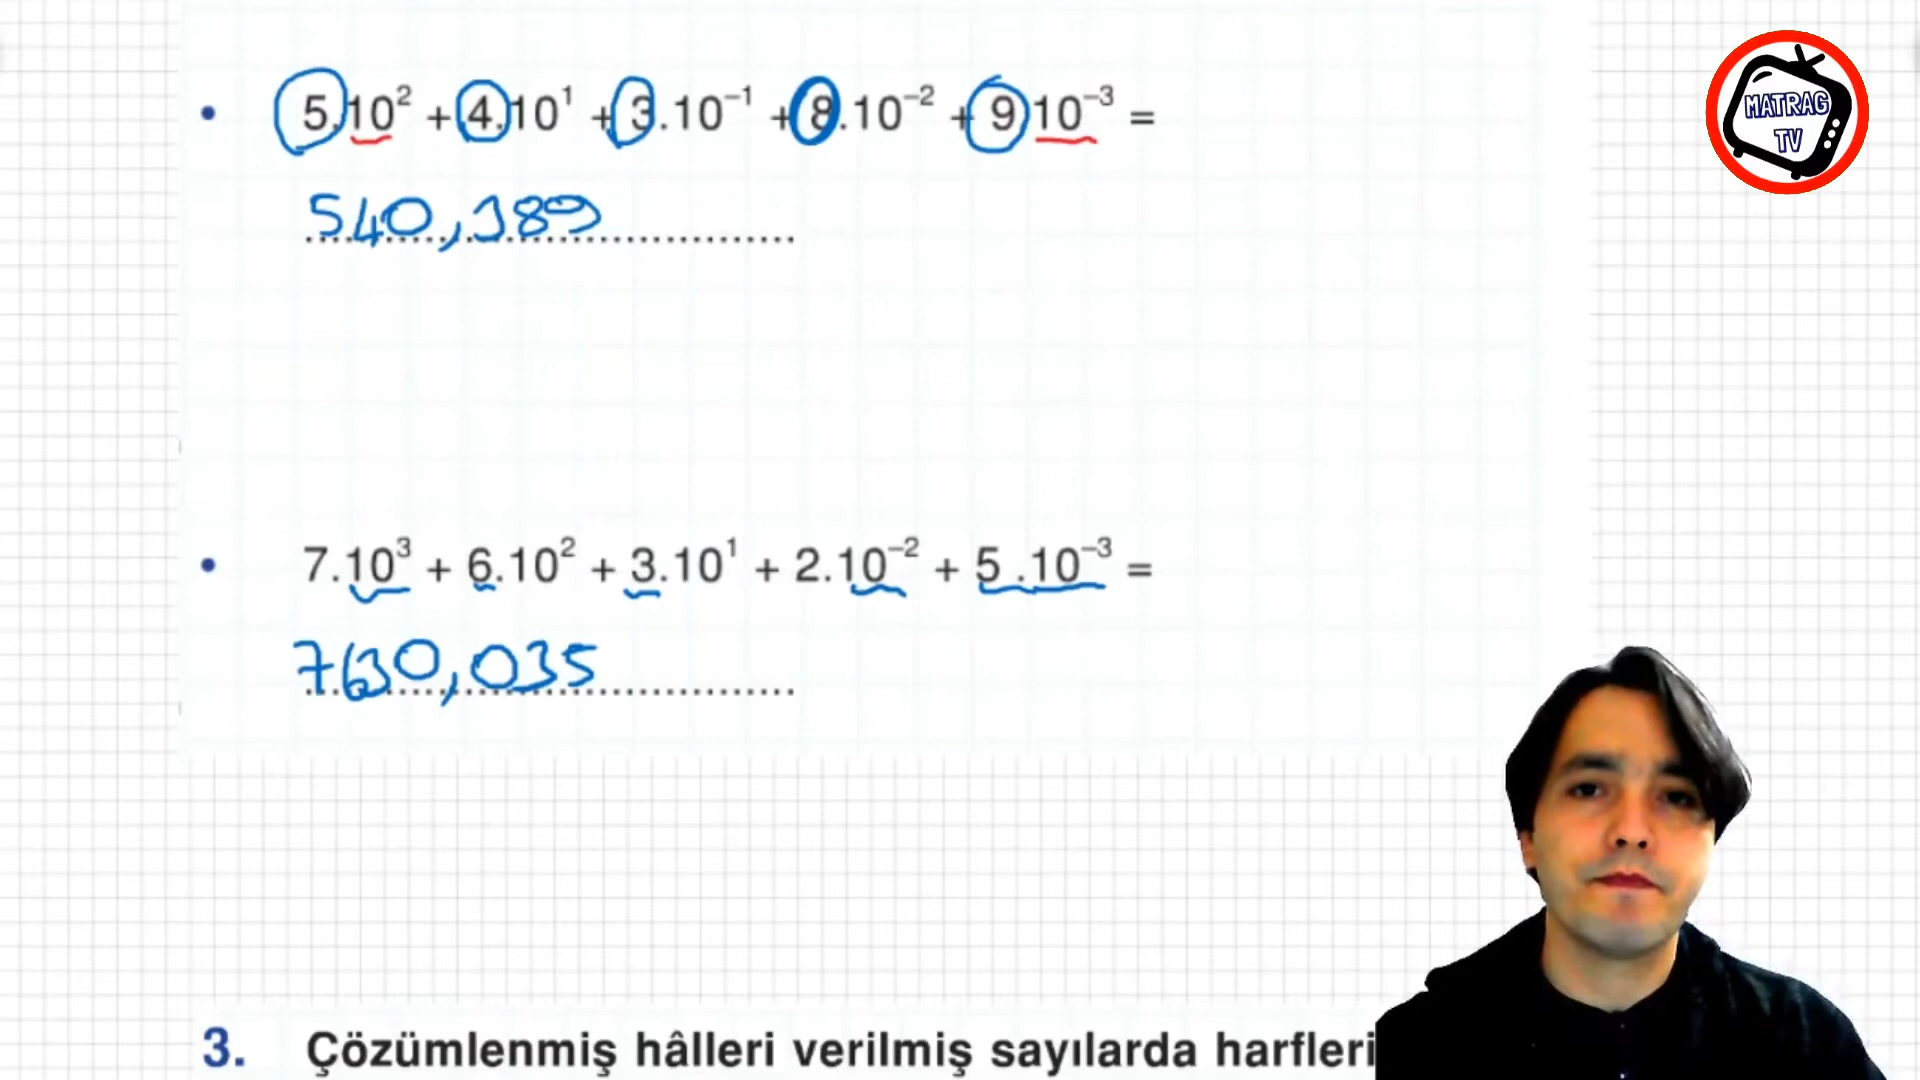 • 5.10² + 4.10¹ + 3.10⁻¹ + 8.10⁻² + 9 10⁻³ =
540,389
• 7.10³ + 6.10² + 3.10¹ + 2.10⁻² + 5 .10⁻³ =
7630,035
3. Çözümlenmiş hâlleri verilmiş sayılarda harfleri
MATRAG
TV